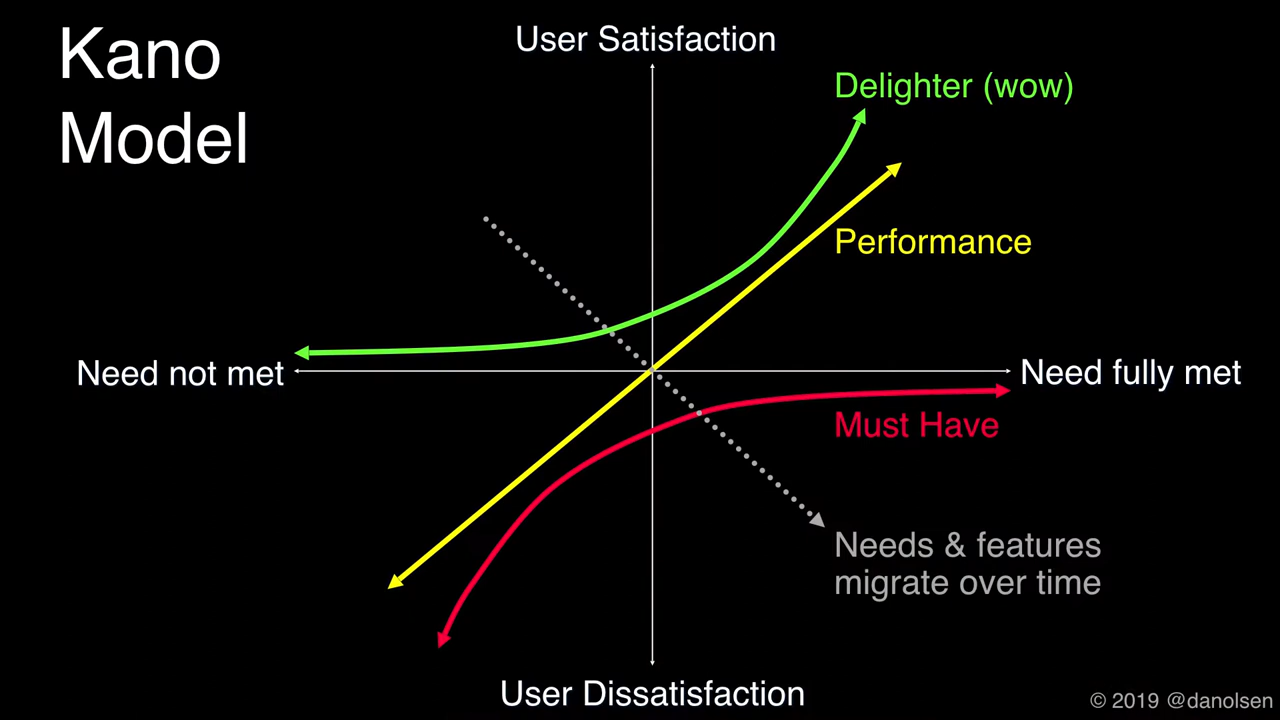 Kano
Model
User Satisfaction
Delighter (wow)
Performance
Need not met
Need fully met
Must Have
Needs & features
migrate over time
User Dissatisfaction
© 2019 @danolsen